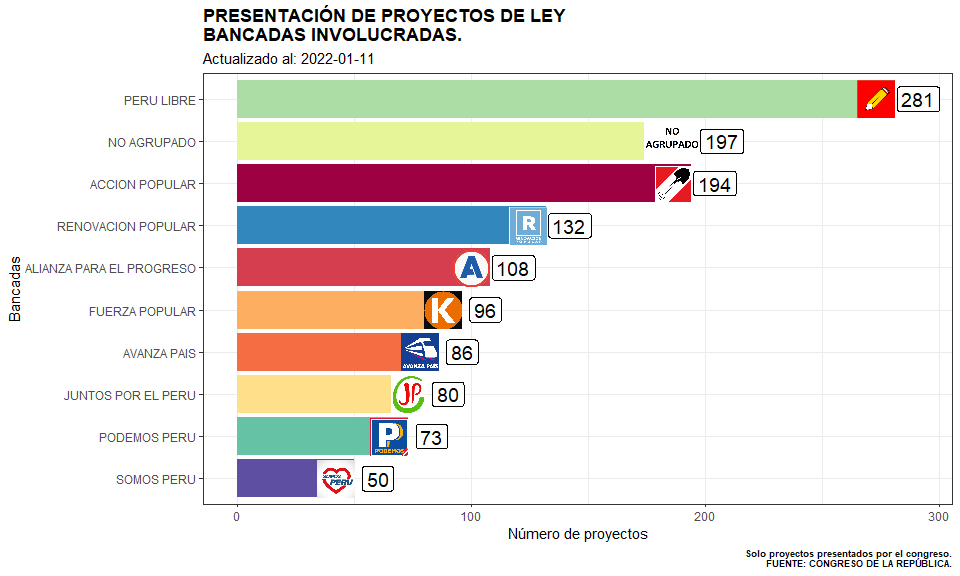 PRESENTACIÓN DE PROYECTOS DE LEY
BANCADAS INVOLUCRADAS.
Actualizado al: 2022-01-11
Bancadas
PERU LIBRE 281
NO AGRUPADO NO AGRUPADO 197
ACCION POPULAR 194
RENOVACION POPULAR R 132
ALIANZA PARA EL PROGRESO A 108
FUERZA POPULAR K 96
AVANZA PAIS AVANZA PAIS 86
JUNTOS POR EL PERU JP 80
PODEMOS PERU P PODEMOS 73
SOMOS PERU SOMOS PERU 50
0 100 200 300
Número de proyectos
Solo proyectos presentados por el congreso.
FUENTE: CONGRESO DE LA REPÚBLICA.